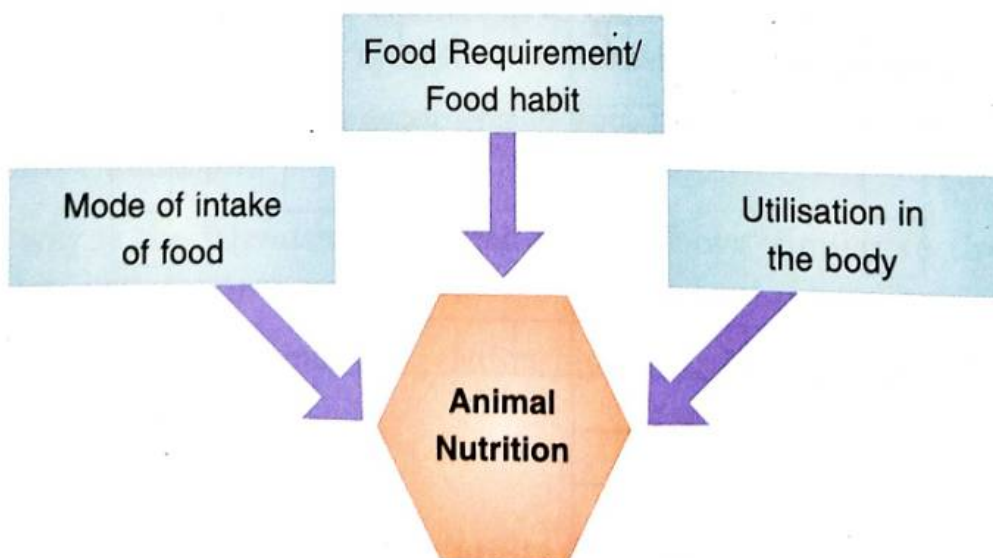 Food Requirement/
Food habit
Mode of intake
of food
Utilisation in
the body
Animal
Nutrition